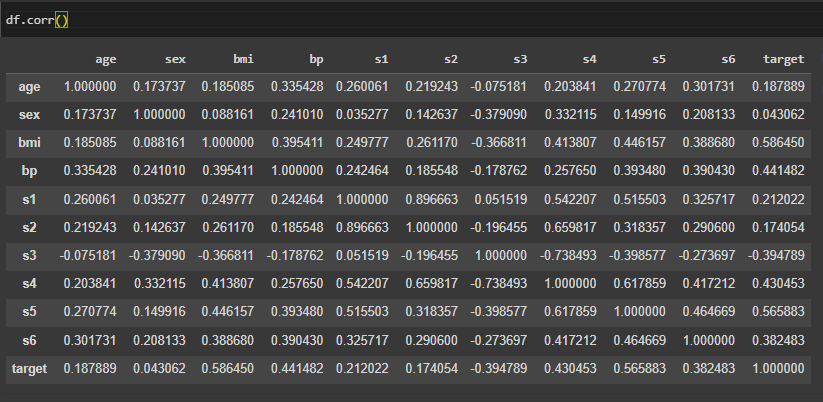 df.corr()
age sex bmi bp s1 s2 s3 s4 s5 s6 target
age 1.000000 0.173737 0.185085 0.335428 0.260061 0.219243 -0.075181 0.203841 0.270774 0.301731 0.187889
sex 0.173737 1.000000 0.088161 0.241010 0.035277 0.142637 -0.379090 0.332115 0.149916 0.208133 0.043062
bmi 0.185085 0.088161 1.000000 0.395411 0.249777 0.261170 -0.366811 0.413807 0.446157 0.388680 0.586450
bp 0.335428 0.241010 0.395411 1.000000 0.242464 0.185548 -0.178762 0.257650 0.393480 0.390430 0.441482
s1 0.260061 0.035277 0.249777 0.242464 1.000000 0.896663 0.051519 0.542207 0.515503 0.325717 0.212022
s2 0.219243 0.142637 0.261170 0.185548 0.896663 1.000000 -0.196455 0.659817 0.318357 0.290600 0.174054
s3 -0.075181 -0.379090 -0.366811 -0.178762 0.051519 -0.196455 1.000000 -0.738493 -0.398577 -0.273697 -0.394789
s4 0.203841 0.332115 0.413807 0.257650 0.542207 0.659817 -0.738493 1.000000 0.617859 0.417212 0.430453
s5 0.270774 0.149916 0.446157 0.393480 0.515503 0.318357 -0.398577 0.617859 1.000000 0.464669 0.565883
s6 0.301731 0.208133 0.388680 0.390430 0.325717 0.290600 -0.273697 0.417212 0.464669 1.000000 0.382483
target 0.187889 0.043062 0.586450 0.441482 0.212022 0.174054 -0.394789 0.430453 0.565883 0.382483 1.000000